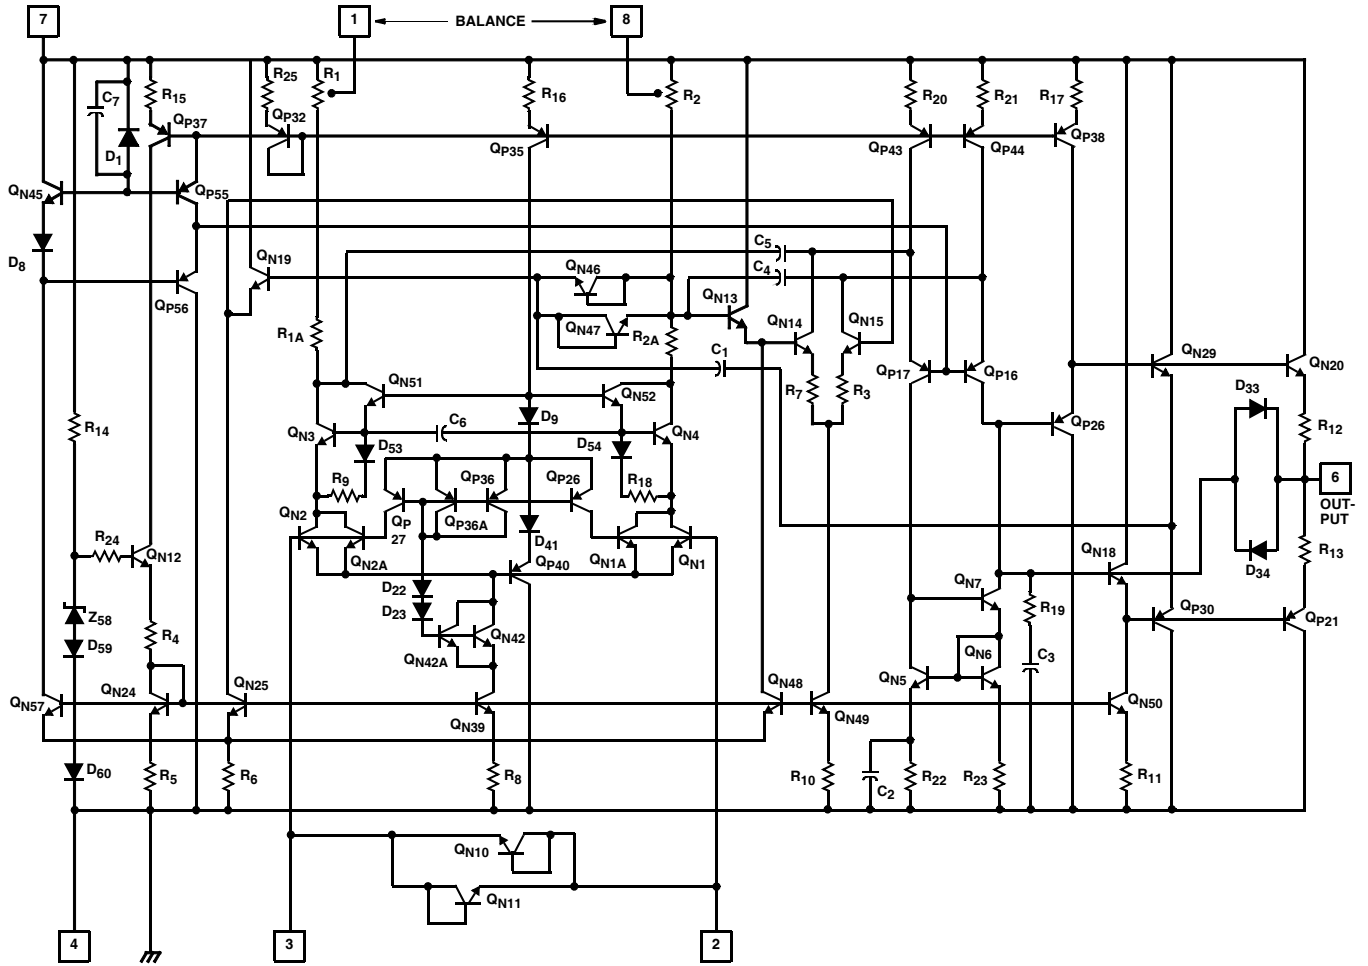 7
1
BALANCE
8
C7
R15
QP37
D1
R25
QP32
R1
R16
QP35
R2
R20
QP43
R21
QP44
R17
QP38
QN45
QP55
D8
QP56
QN19
R1A
QN46
QN47
R2A
C5
C4
QN13
QN14
QN15
C1
R7
R3
QP17
QP16
QN29
QN20
QN51
QN52
D9
C6
QN3
QN4
D53
D54
R14
R9
QP27
QP36
QP36A
QP26
R18
QP26
D33
R12
6
OUT-
PUT
R13
D34
QN2
QN2A
D41
QP40
QN1A
QN1
R24
QN12
D22
D23
Z58
D59
R4
QN42A
QN42
QN18
QN7
R19
QN6
C3
QN5
QP30
QP21
QN57
QN24
QN25
QN39
QN48
QN49
QN50
D60
R5
R6
R8
R10
C2
R22
R23
R11
QN10
QN11
4
3
2